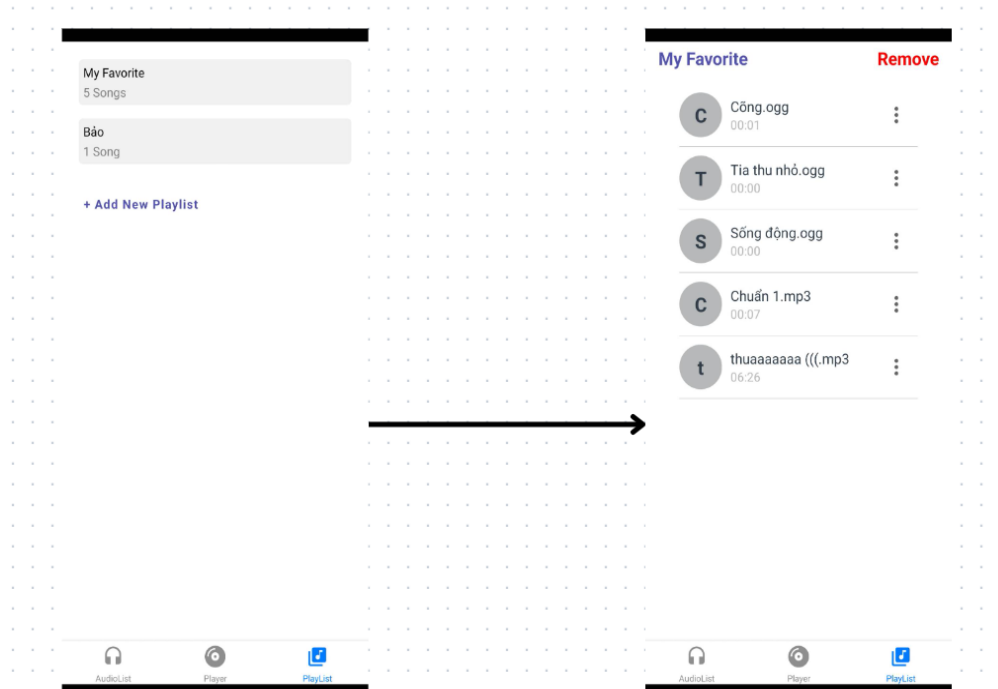 My Favorite
5 Songs
Bảo
1 Song
+ Add New Playlist
AudioList
Player
PlayList
My Favorite
Remove
C
Cõng.ogg
00:01
T
Tia thu nhỏ.ogg
00:00
S
Sống động.ogg
00:00
C
Chuẩn 1.mp3
00:07
t
thuaaaaaaa (((.mp3
06:26
AudioList
Player
PlayList